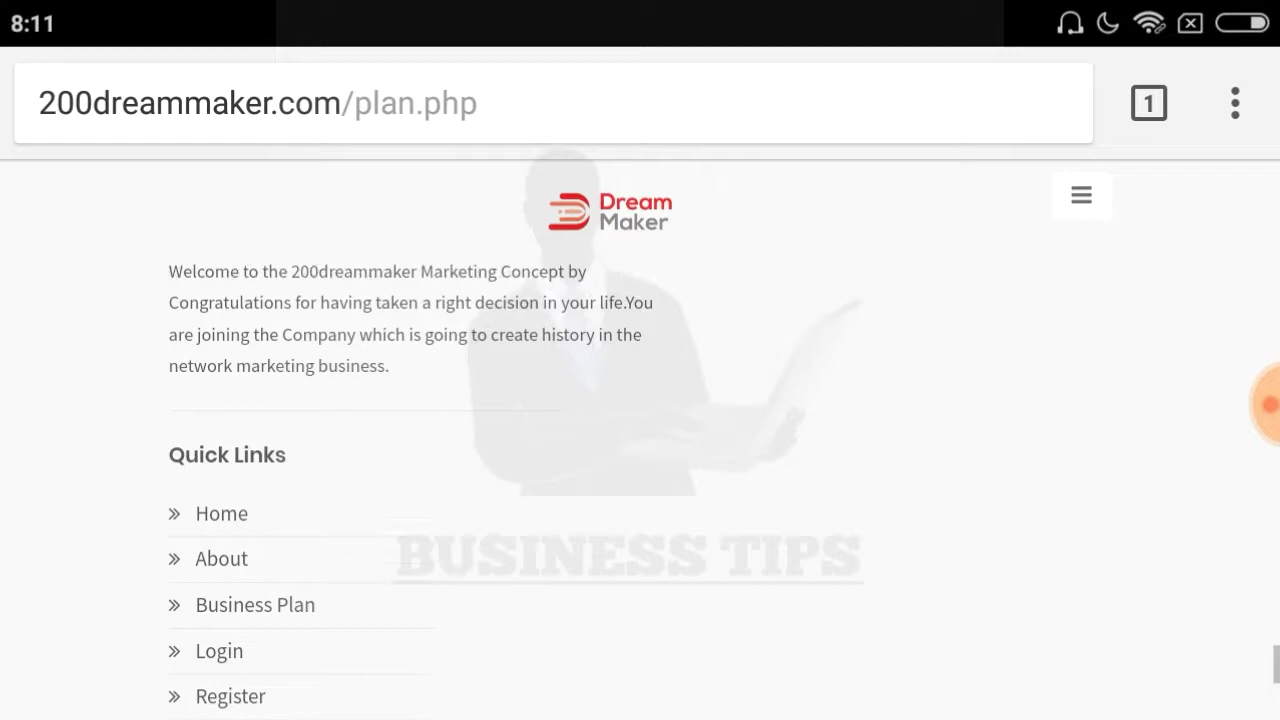 8:11
200dreammaker.com/plan.php
1
Dream
Maker
Welcome to the 200dreammaker Marketing Concept by
Congratulations for having taken a right decision in your life.You
are joining the Company which is going to create history in the
network marketing business.
Quick Links
Home
About
Business Plan
Login
Register
BUSINESS TIPS